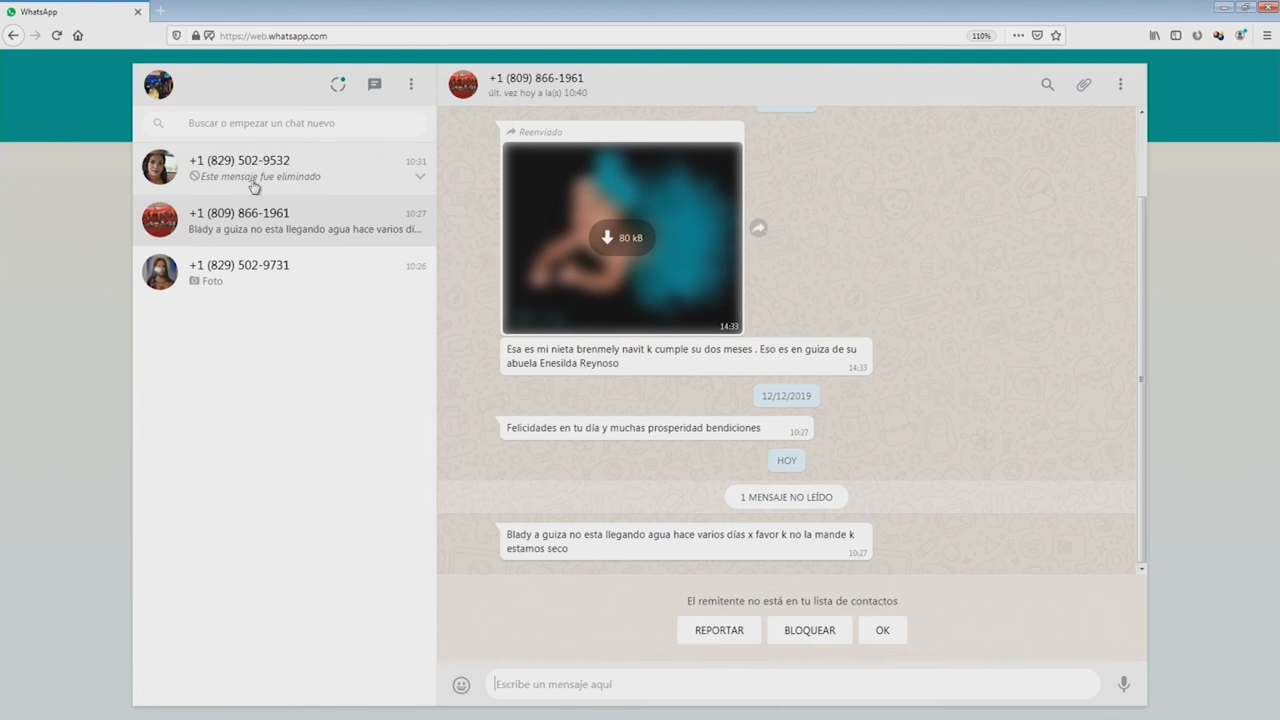 WhatsApp
https://web.whatsapp.com
110%
Buscar o empezar un chat nuevo
+1 (829) 502-9532
10:31
Este mensaje fue eliminado
+1 (809) 866-1961
10:27
Blady a guiza no esta llegando agua hace varios dí...
+1 (829) 502-9731
10:26
Foto
+1 (809) 866-1961
últ. vez hoy a la(s) 10:40
Reenviado
80 kB
14:33
Esa es mi nieta brenmely navit k cumple su dos meses . Eso es en guiza de su
abuela Enesilda Reynoso
14:33
12/12/2019
Felicidades en tu día y muchas prosperidad bendiciones
10:27
HOY
1 MENSAJE NO LEÍDO
Blady a guiza no esta llegando agua hace varios días x favor k no la mande k
estamos seco
10:27
El remitente no está en tu lista de contactos
REPORTAR
BLOQUEAR
OK
Escribe un mensaje aquí